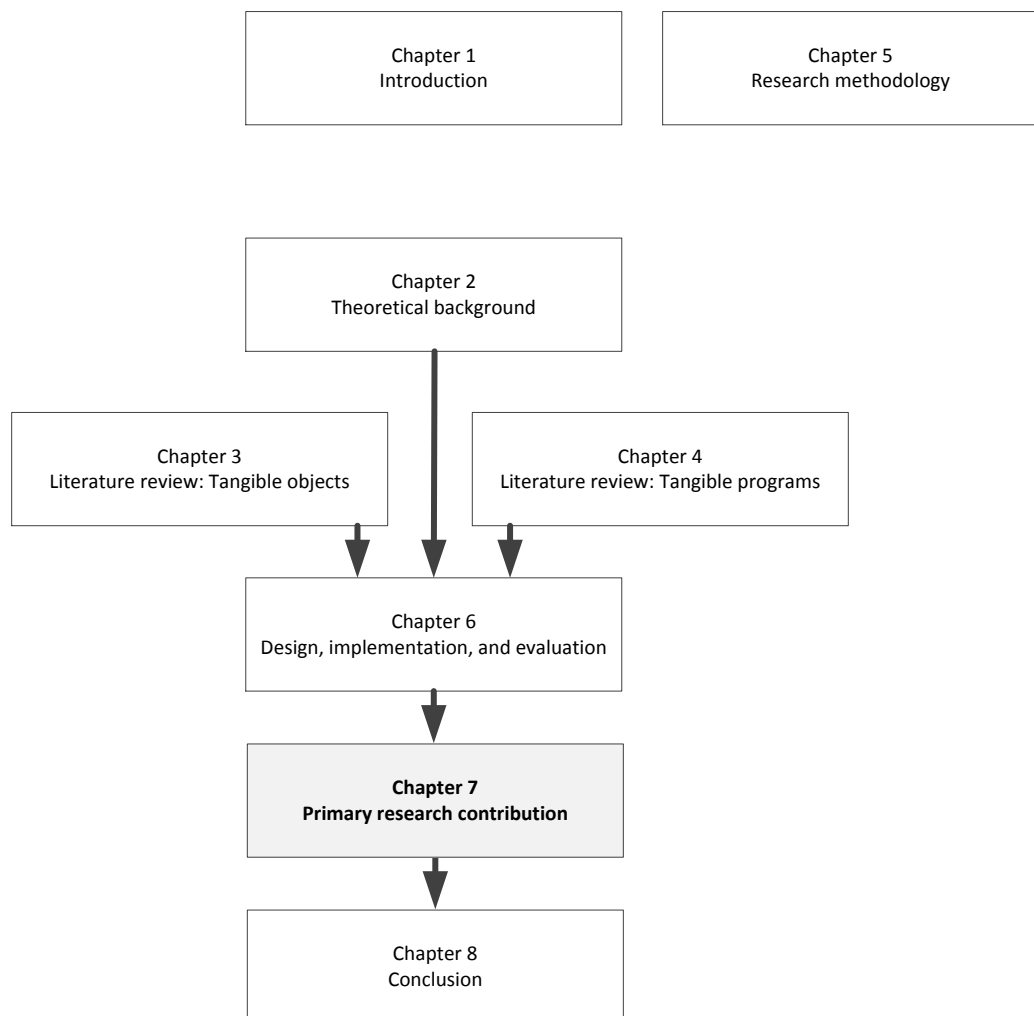 Chapter 1
Introduction
Chapter 5
Research methodology
Chapter 2
Theoretical background
Chapter 3
Literature review: Tangible objects
Chapter 4
Literature review: Tangible programs
Chapter 6
Design, implementation, and evaluation
Chapter 7
Primary research contribution
Chapter 8
Conclusion